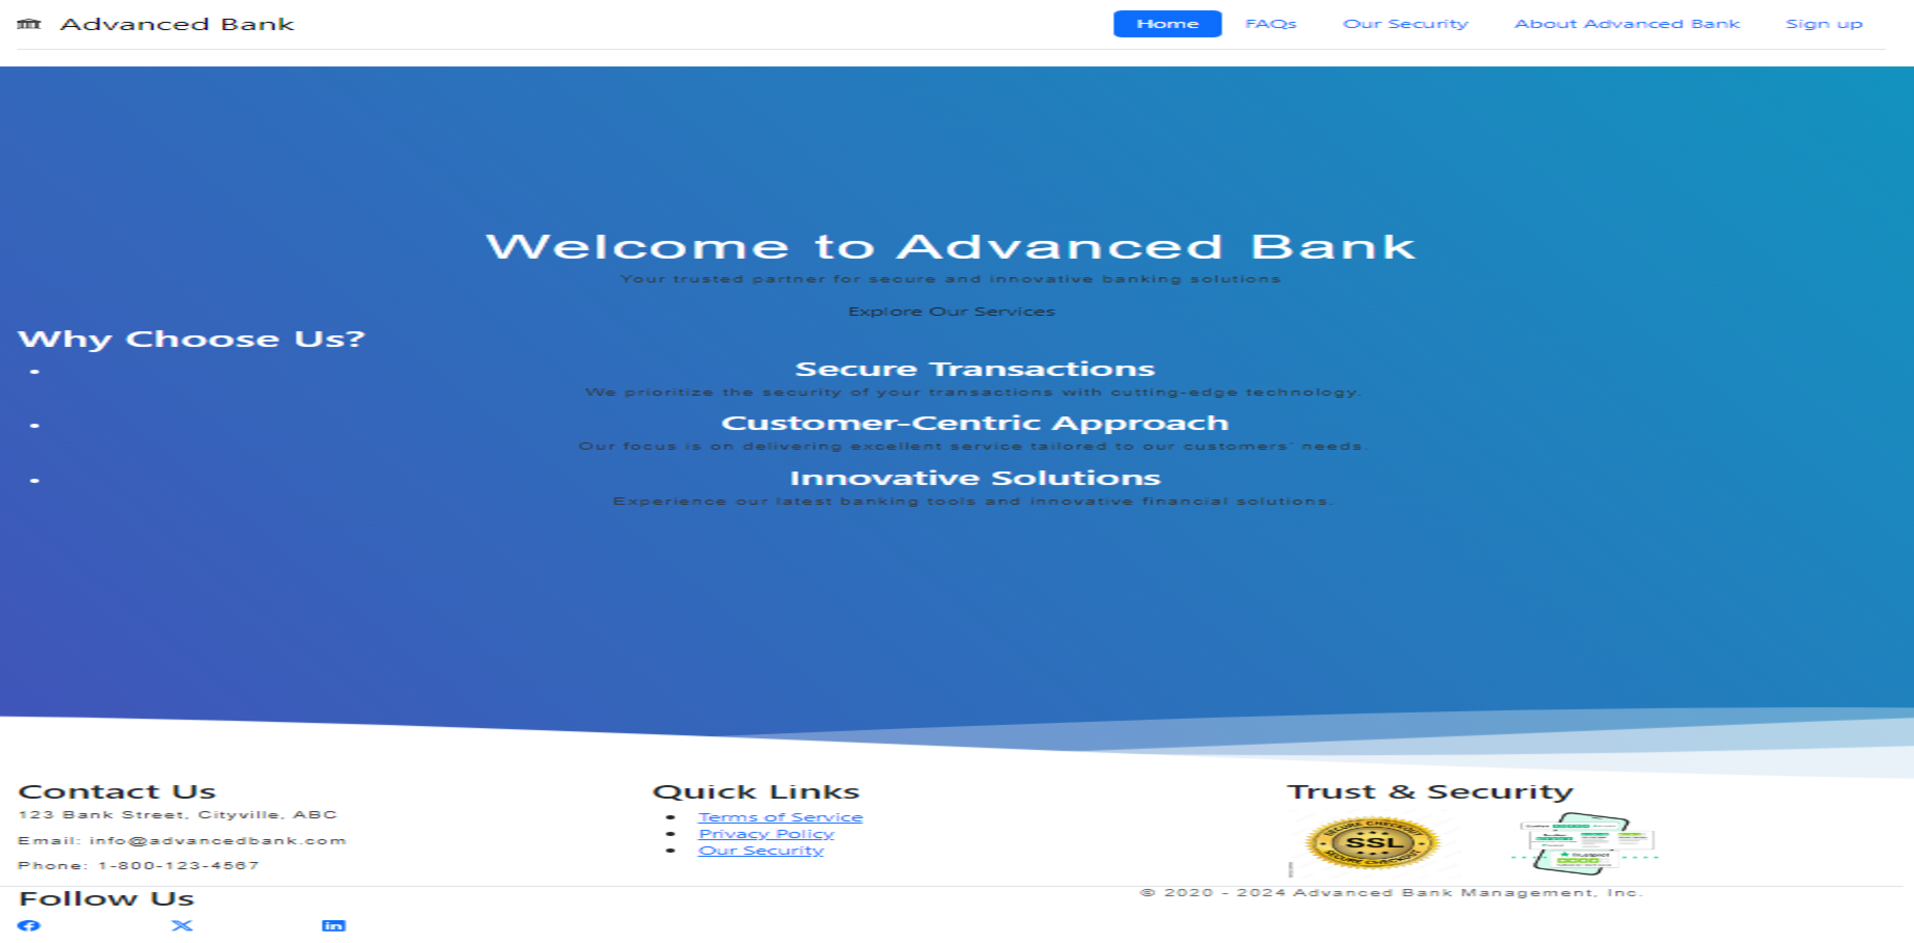 Advanced Bank
Home FAQs Our Security About Advanced Bank Sign up
Welcome to Advanced Bank
Your trusted partner for secure and innovative banking solutions
Explore Our Services
Why Choose Us?
Secure Transactions
We prioritize the security of your transactions with cutting-edge technology.
Customer-Centric Approach
Our focus is on delivering excellent service tailored to our customers' needs.
Innovative Solutions
Experience our latest banking tools and innovative financial solutions.
Contact Us
123 Bank Street, Cityville, ABC
Email: info@advancedbank.com
Phone: 1-800-123-4567
Quick Links
Terms of Service
Privacy Policy
Our Security
Trust & Security
SECURE CHECKOUT
SSL
SECURE CHECKOUT
Trustpilot
Follow Us
© 2020 - 2024 Advanced Bank Management, Inc.